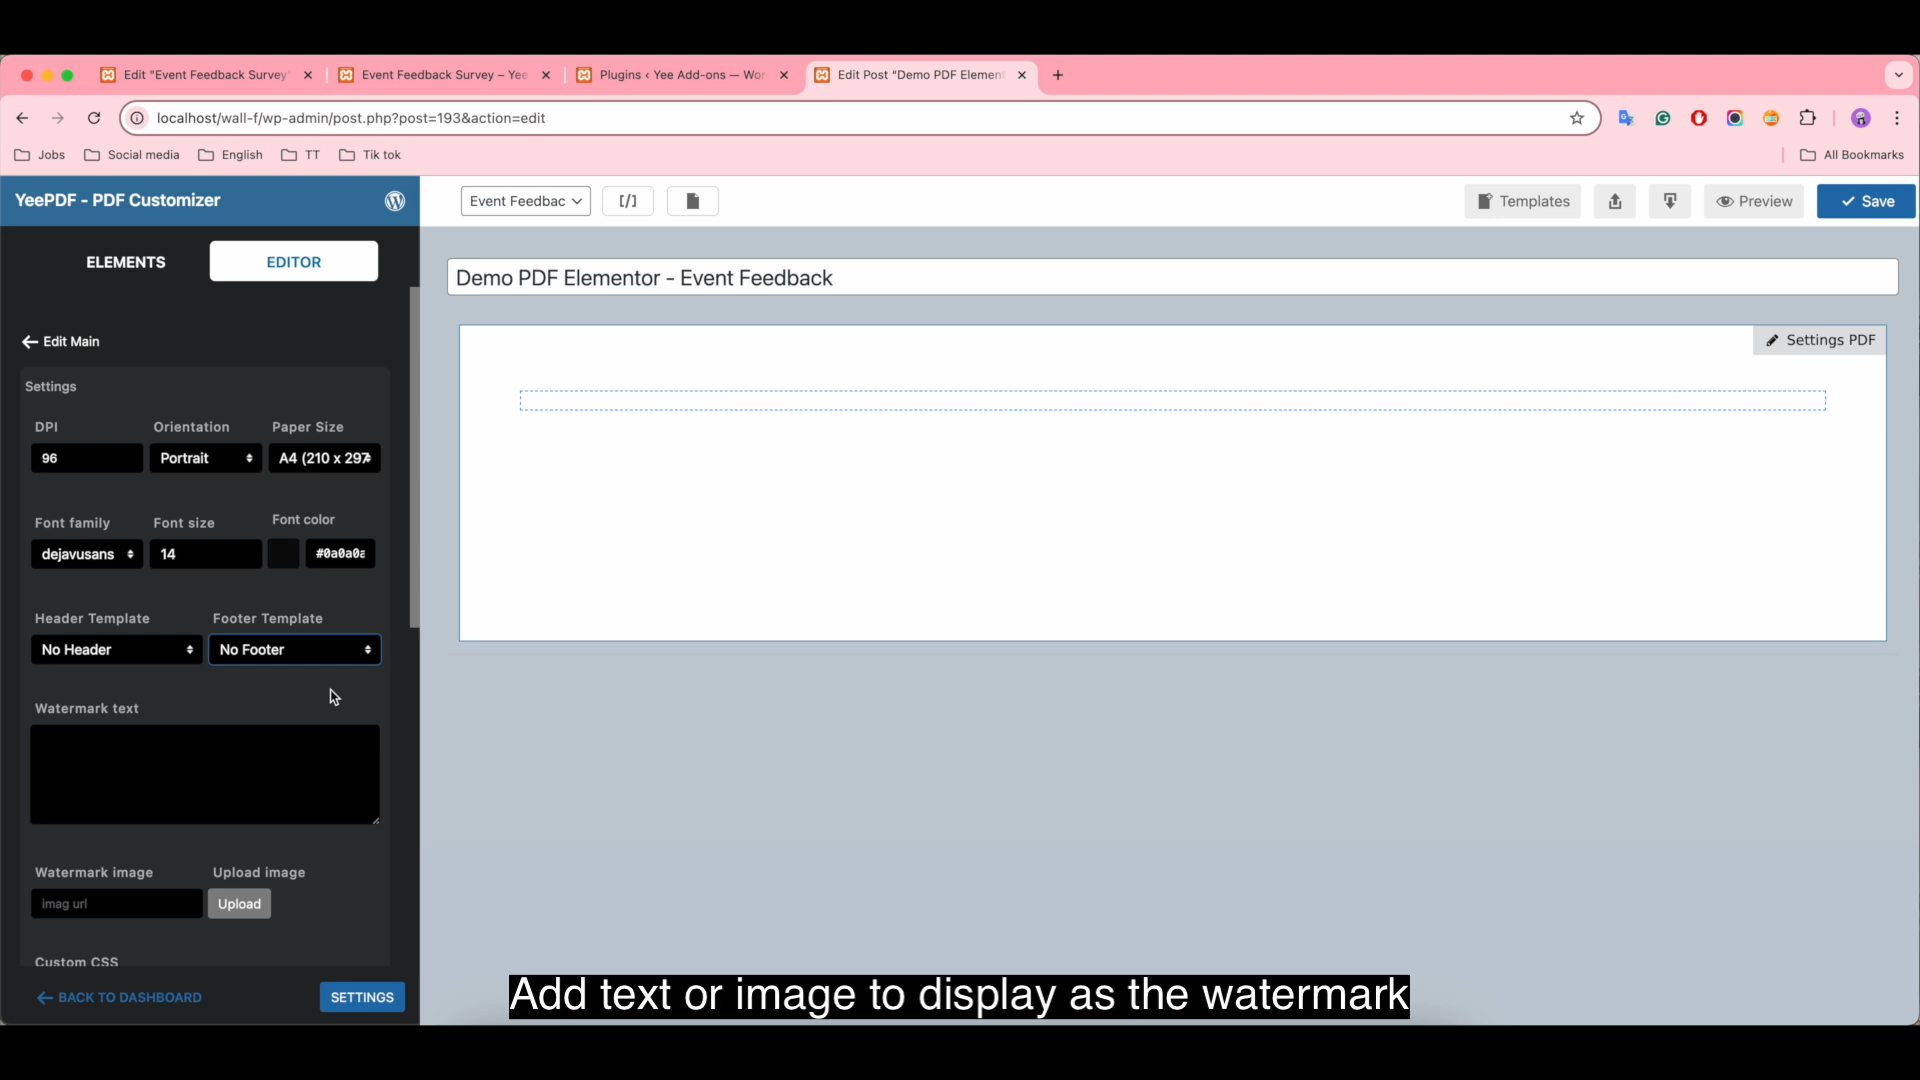 Edit "Event Feedback Survey"
Event Feedback Survey – Yee
Plugins ‹ Yee Add-ons — Wor
Edit Post "Demo PDF Element
localhost/wall-f/wp-admin/post.php?post=193&action=edit
Jobs
Social media
English
TT
Tik tok
All Bookmarks
YeePDF - PDF Customizer
Event Feedbac
[/]
Templates
Preview
Save
ELEMENTS
EDITOR
Demo PDF Elementor - Event Feedback
Settings PDF
Edit Main
Settings
DPI
Orientation
Paper Size
96
Portrait
A4 (210 x 297
Font family
Font size
Font color
dejavusans
14
#0a0a0a
Header Template
Footer Template
No Header
No Footer
Watermark text
Watermark image
Upload image
imag url
Upload
Custom CSS
BACK TO DASHBOARD
SETTINGS
Add text or image to display as the watermark